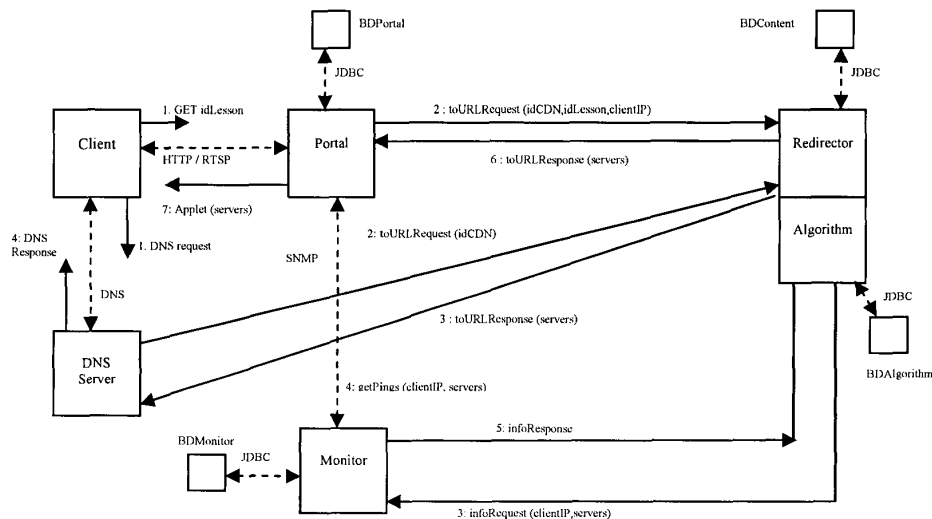 BDPortal
BDContent
JDBC
JDBC
1. GET idLesson
2 : toURLRequest (idCDN,idLesson,clientIP)
Client
Portal
Redirector
HTTP / RTSP
6 : toURLResponse (servers)
7: Applet (servers)
4: DNS
Response
1. DNS request
2: toURLRequest (idCDN)
Algorithm
SNMP
DNS
JDBC
3 : toURLResponse (servers)
DNS
Server
BDAlgorithm
4: getPings (clientIP, servers)
5: infoResponse
BDMonitor
JDBC
Monitor
3: infoRequest (clientIP,servers)